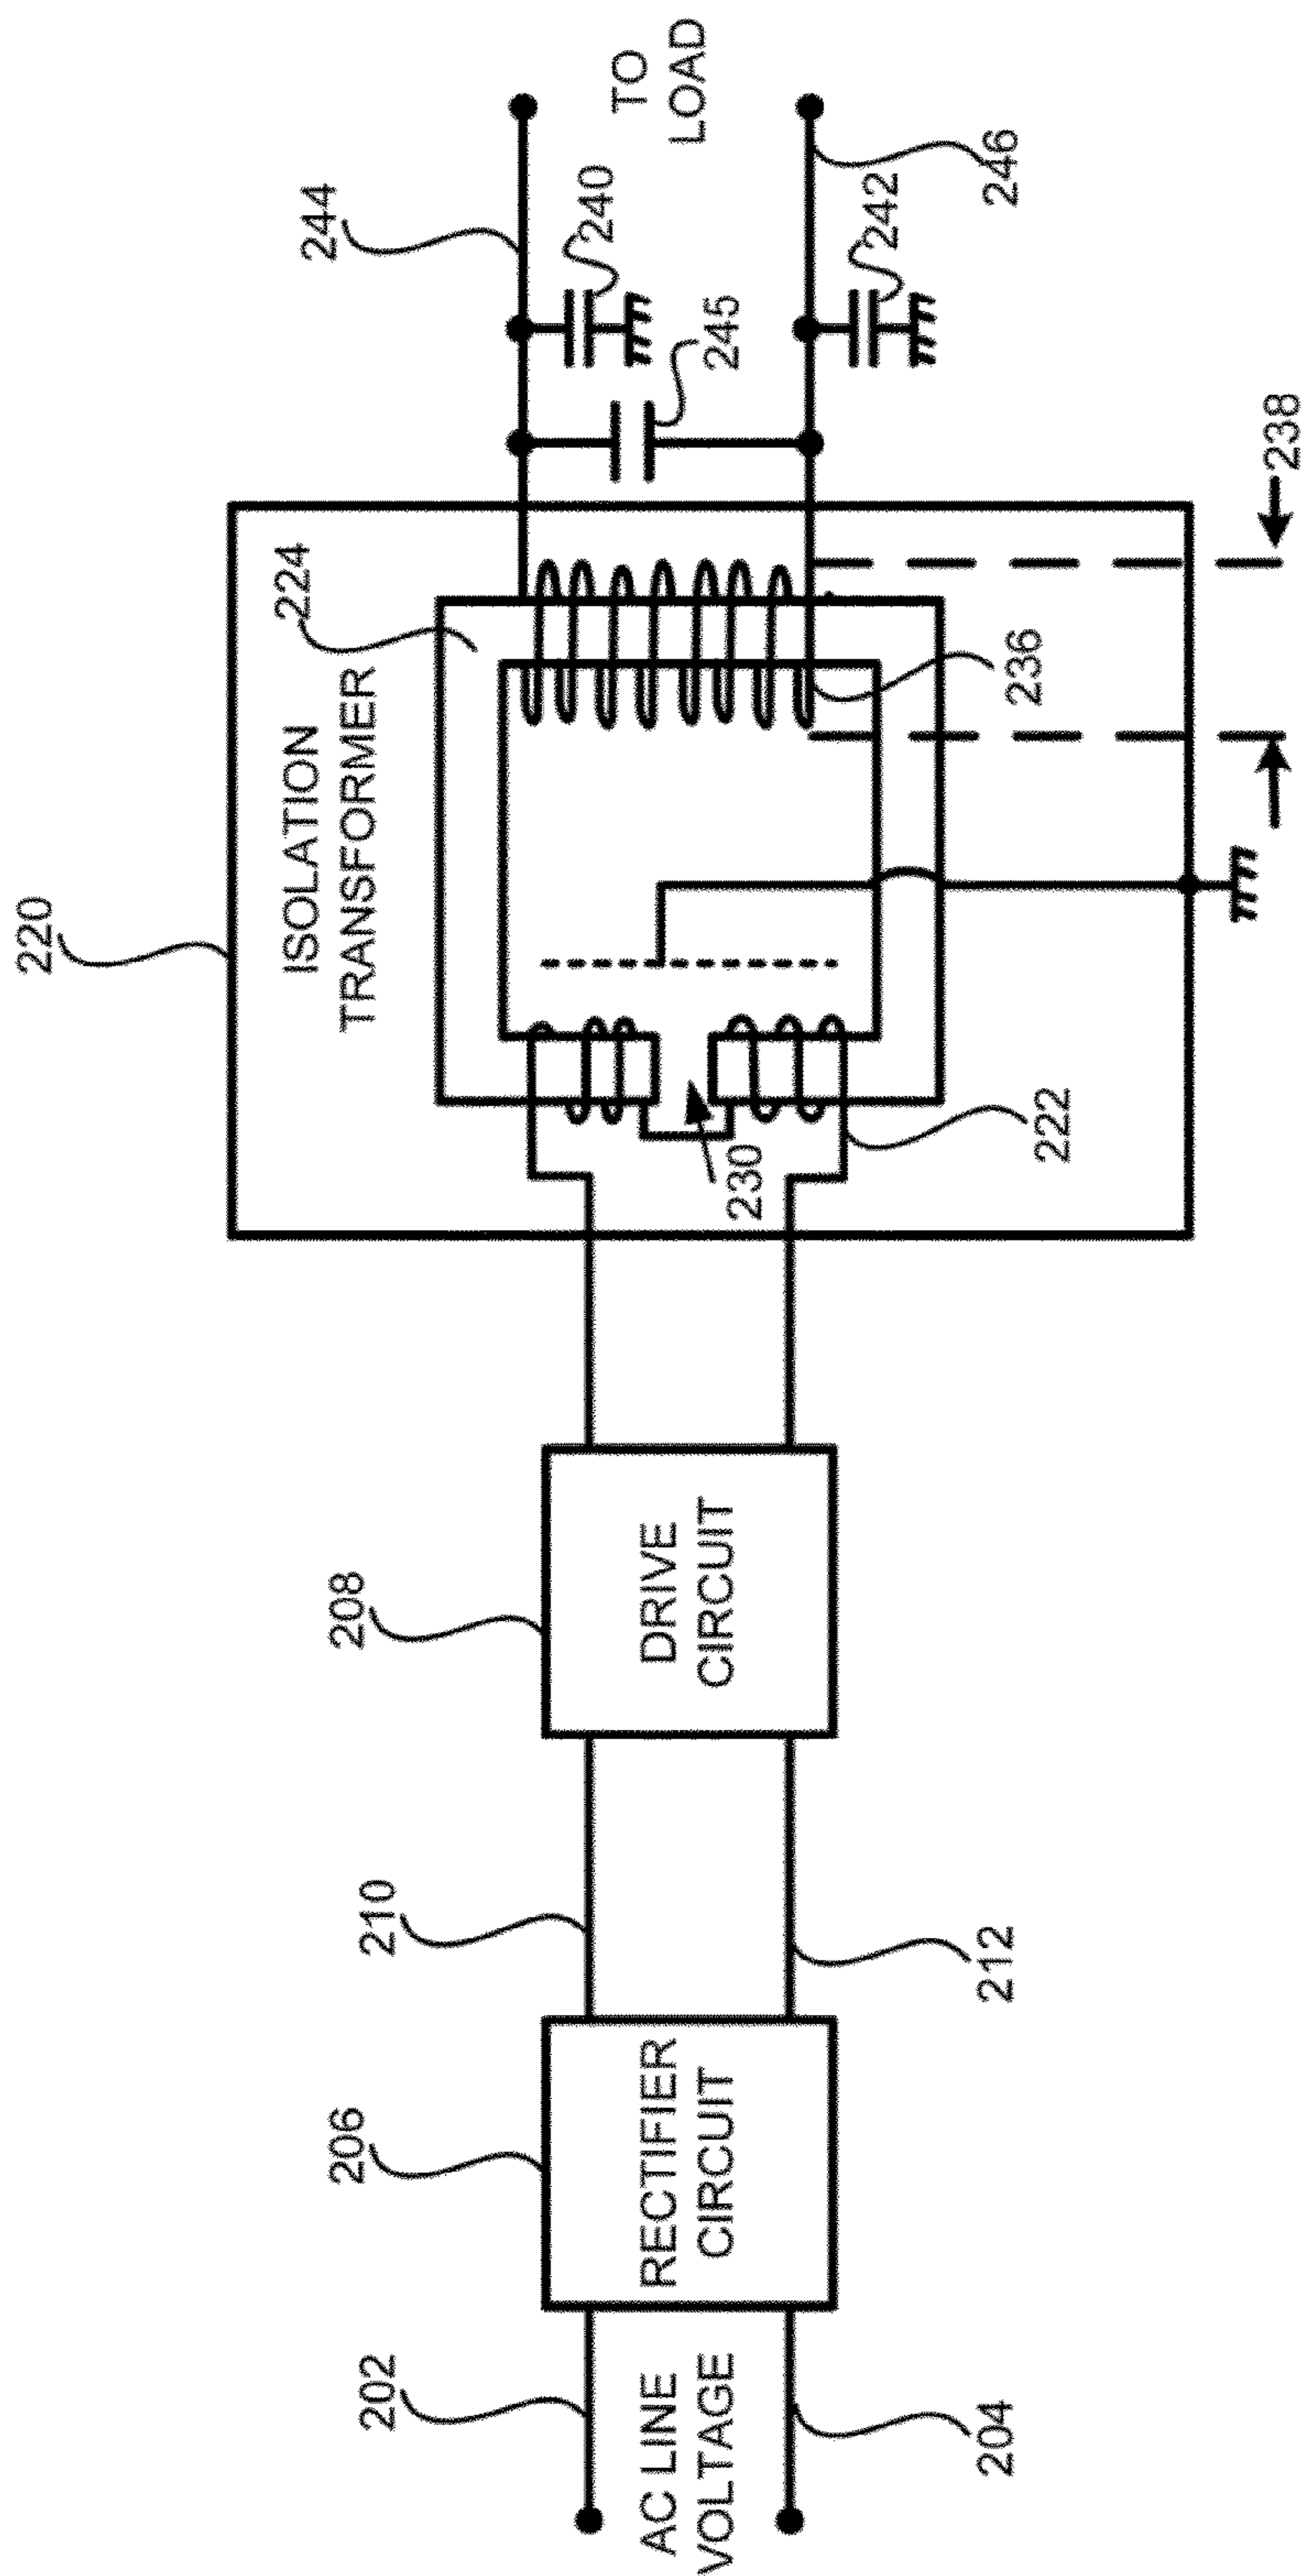 202
AC LINE
VOLTAGE
204
206
RECTIFIER
CIRCUIT
210
212
208
DRIVE
CIRCUIT
220
ISOLATION
TRANSFORMER
224
230
222
236
238
245
244
240
242
246
TO
LOAD